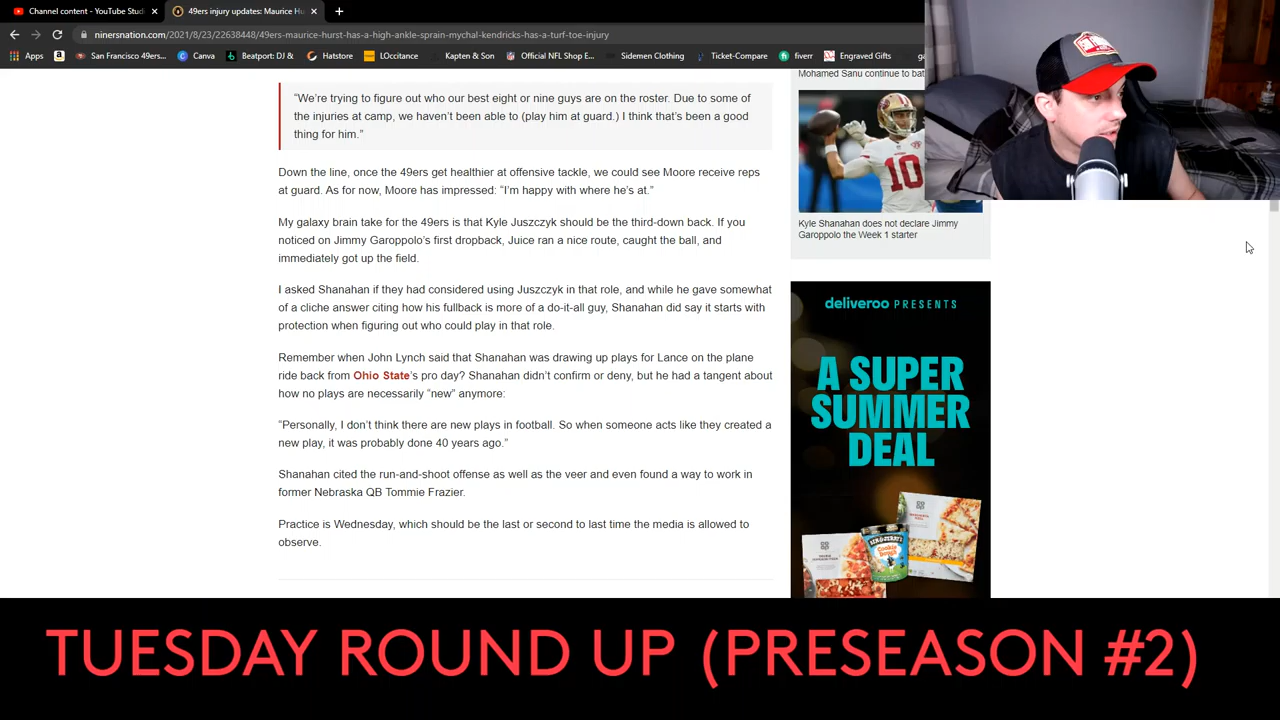 Channel content - YouTube Studi
49ers injury updates: Maurice Hu
ninersnation.com/2021/8/23/22638448/49ers-maurice-hurst-has-a-high-ankle-sprain-mychal-kendricks-has-a-turf-toe-injury
Apps San Francisco 49ers... Canva Beatport: DJ & Hatstore LOccitane Kapten & Son Official NFL Shop E... Sidemen Clothing Ticket-Compare fiverr Engraved Gifts
Mohamed Sanu continue to bat
“We’re trying to figure out who our best eight or nine guys are on the roster. Due to some of
the injuries at camp, we haven’t been able to (play him at guard.) I think that’s been a good
thing for him.”
Down the line, once the 49ers get healthier at offensive tackle, we could see Moore receive reps
at guard. As for now, Moore has impressed: “I’m happy with where he’s at.”
My galaxy brain take for the 49ers is that Kyle Juszczyk should be the third-down back. If you
noticed on Jimmy Garoppolo’s first dropback, Juice ran a nice route, caught the ball, and
immediately got up the field.
I asked Shanahan if they had considered using Juszczyk in that role, and while he gave somewhat
of a cliche answer citing how his fullback is more of a do-it-all guy, Shanahan did say it starts with
protection when figuring out who could play in that role.
Remember when John Lynch said that Shanahan was drawing up plays for Lance on the plane
ride back from Ohio State’s pro day? Shanahan didn’t confirm or deny, but he had a tangent about
how no plays are necessarily “new” anymore:
“Personally, I don’t think there are new plays in football. So when someone acts like they created a
new play, it was probably done 40 years ago.”
Shanahan cited the run-and-shoot offense as well as the veer and even found a way to work in
former Nebraska QB Tommie Frazier.
Practice is Wednesday, which should be the last or second to last time the media is allowed to
observe.
10
Kyle Shanahan does not declare Jimmy
Garoppolo the Week 1 starter
deliveroo PRESENTS
A SUPER
SUMMER
DEAL
BEN & JERRY'S
Cookie
Dough
TUESDAY ROUND UP (PRESEASON #2)